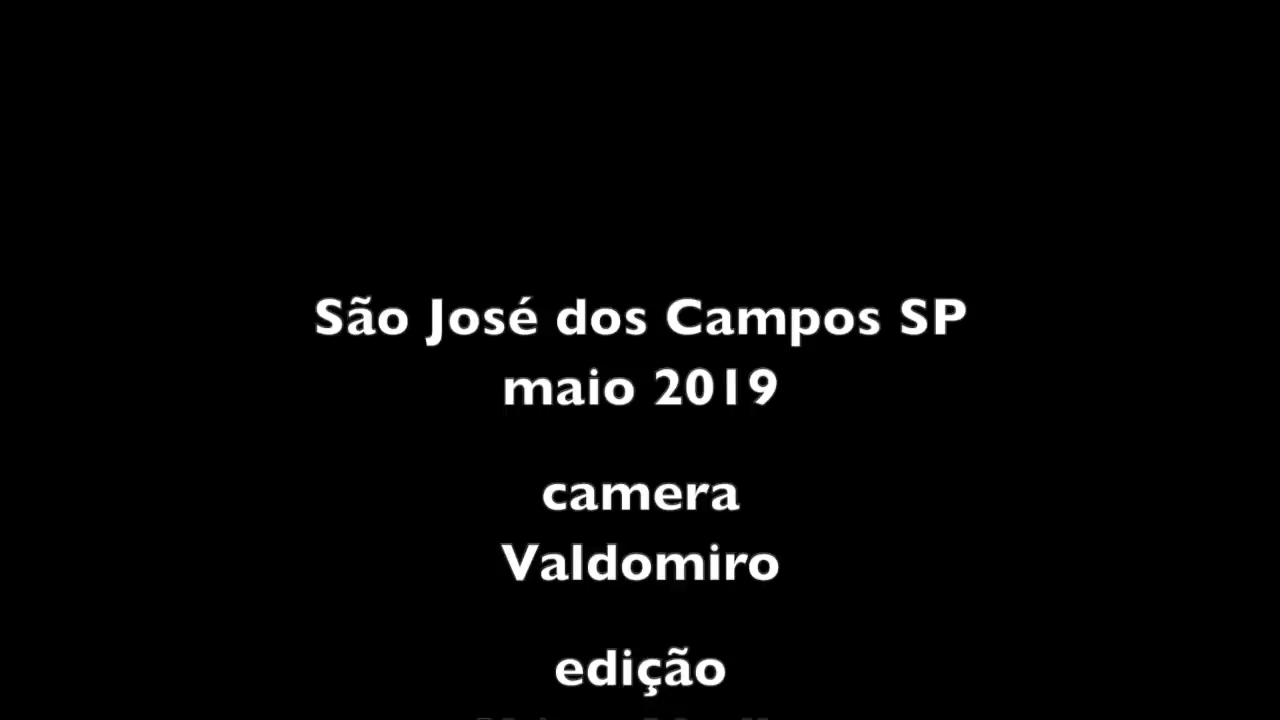 São José dos Campos SP
maio 2019
camera
Valdomiro
edição